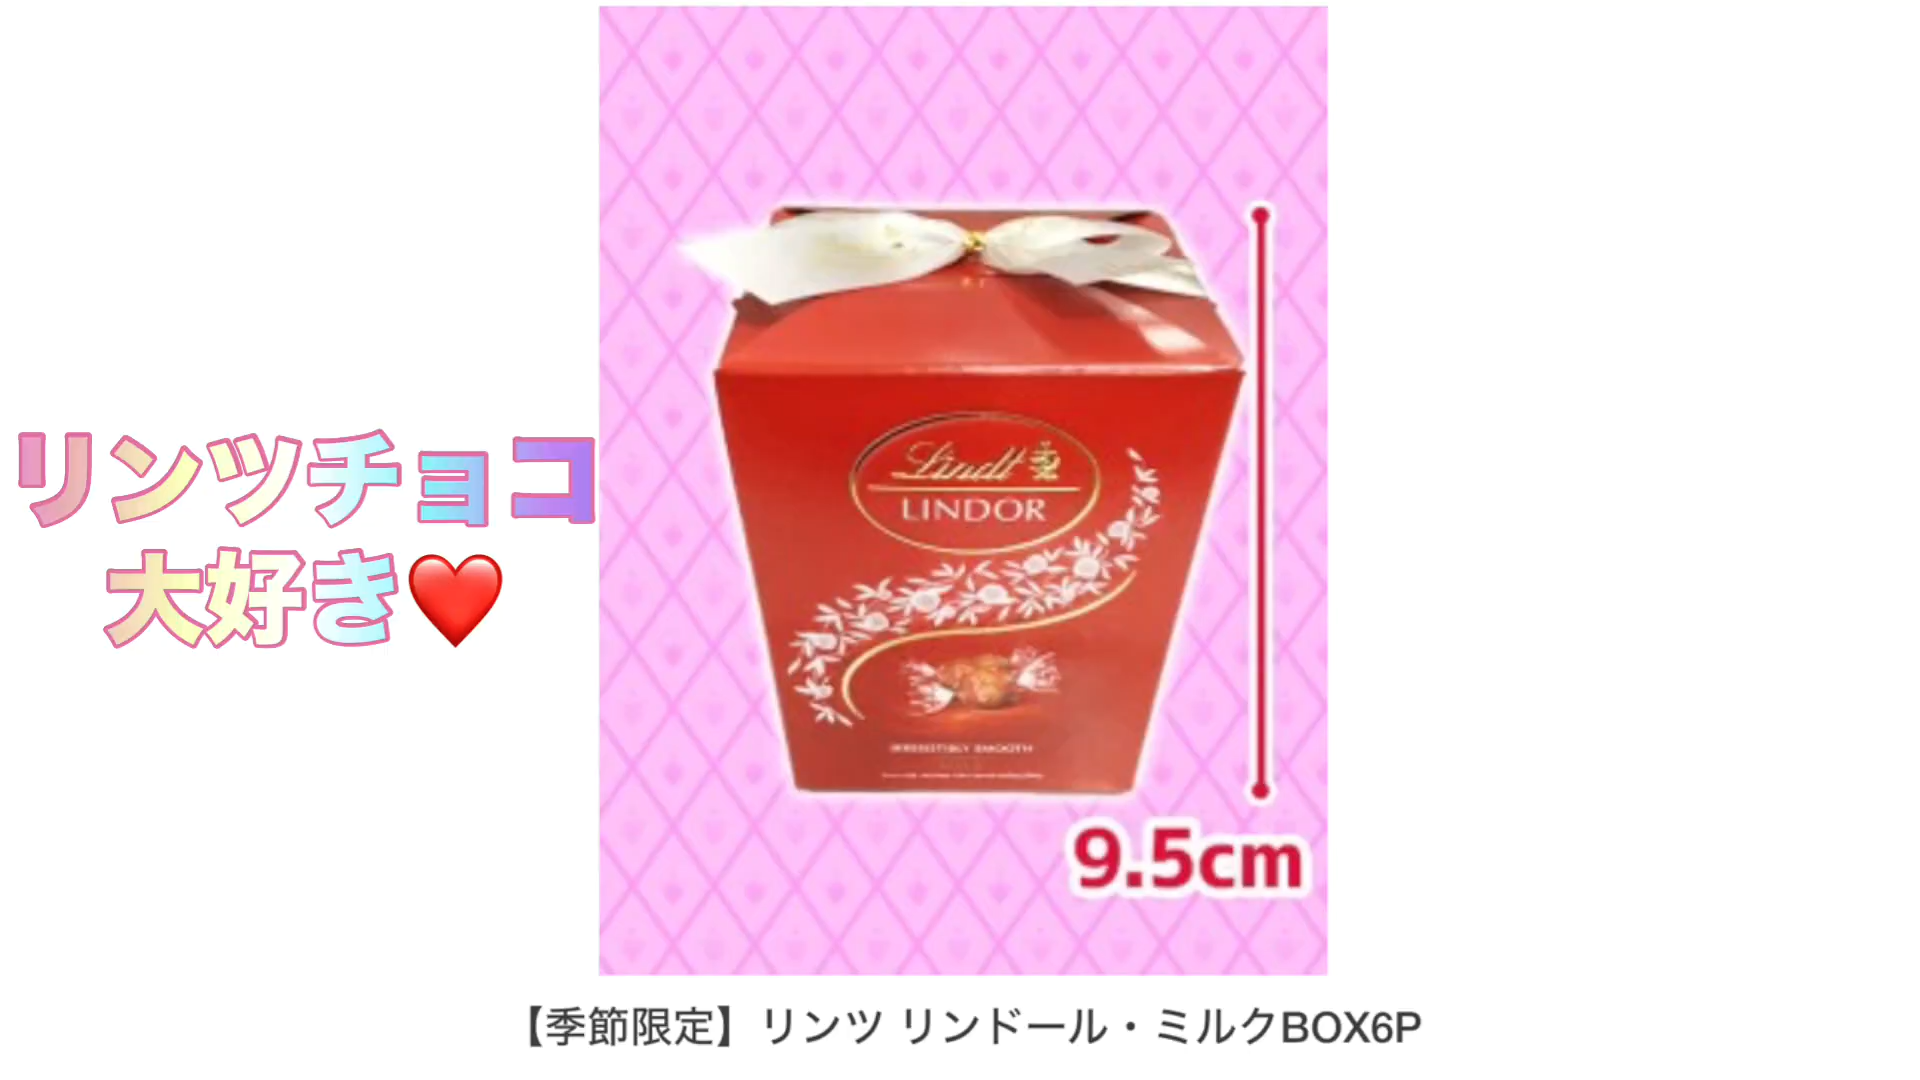 リンツチョコ
大好き❤️
Lindt
LINDOR
IRRESISTIBLY SMOOTH
9.5cm
【季節限定】リンツ リンドール・ミルクBOX6P